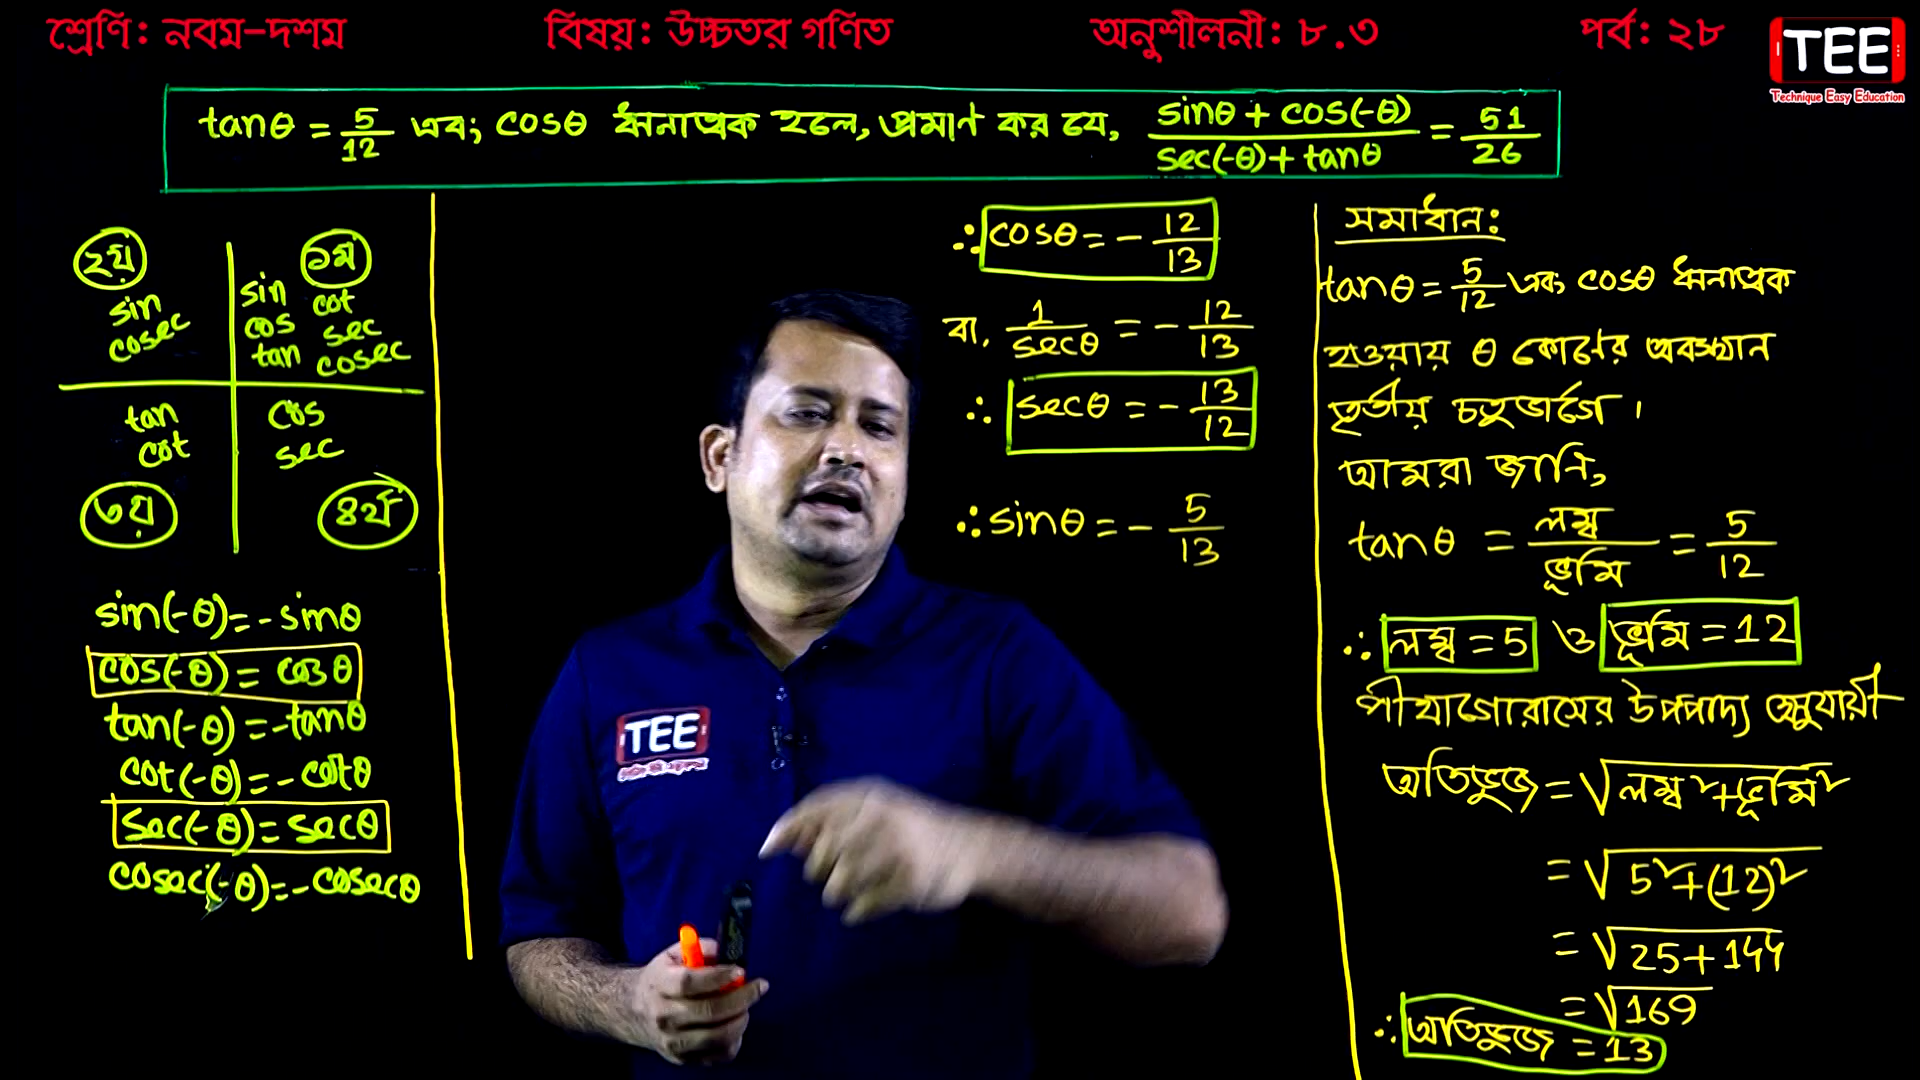 শ্রেণি: নবম-দশম
বিষয়: উচ্চতর গণিত
অনুশীলনী: ৮.৩
পর্ব: ২৮
TEE
Technique Easy Education
tanθ = 5/12 এবং cosθ ঋনাত্মক হলে, প্রমাণ কর যে, (sinθ + cos(-θ))/(sec(-θ) + tanθ) = 51/26
২য়
sin
cosec
১ম
sin cot
cos sec
tan cosec
tan
cot
৩য়
cos
sec
৪র্থ
sin(-θ) = -sinθ
cos(-θ) = cosθ
tan(-θ) = -tanθ
cot(-θ) = -cotθ
sec(-θ) = secθ
cosec(-θ) = -cosecθ
TEE
∴ cosθ = - 12/13
বা, 1/secθ = - 12/13
∴ secθ = - 13/12
∴ sinθ = - 5/13
সমাধান:
tanθ = 5/12 এবং cosθ ঋনাত্মক
হওয়ায় θ কোণের অবস্থান
তৃতীয় চতুর্ভাগে।
আমরা জানি,
tanθ = লম্ব/ভূমি = 5/12
∴ লম্ব = 5 ও ভূমি = 12
পীথাগোরাসের উপপাদ্য অনুযায়ী
অতিভুজ = √(লম্ব² + ভূমি²)
= √(5² + (12)²)
= √(25 + 144)
= √169
∴ অতিভুজ = 13